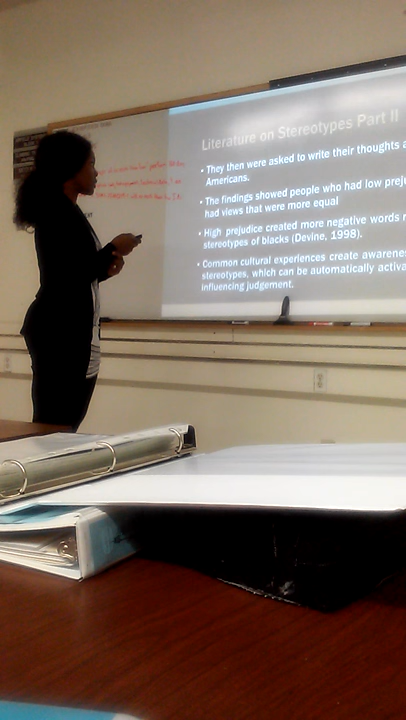 Literature on Stereotypes Part II
• They then were asked to write their thoughts a
Americans.
• The findings showed people who had low preju
had views that were more equal
• High prejudice created more negative words r
stereotypes of blacks (Devine, 1998).
• Common cultural experiences create awarene
stereotypes, which can be automatically activa
influencing judgement.